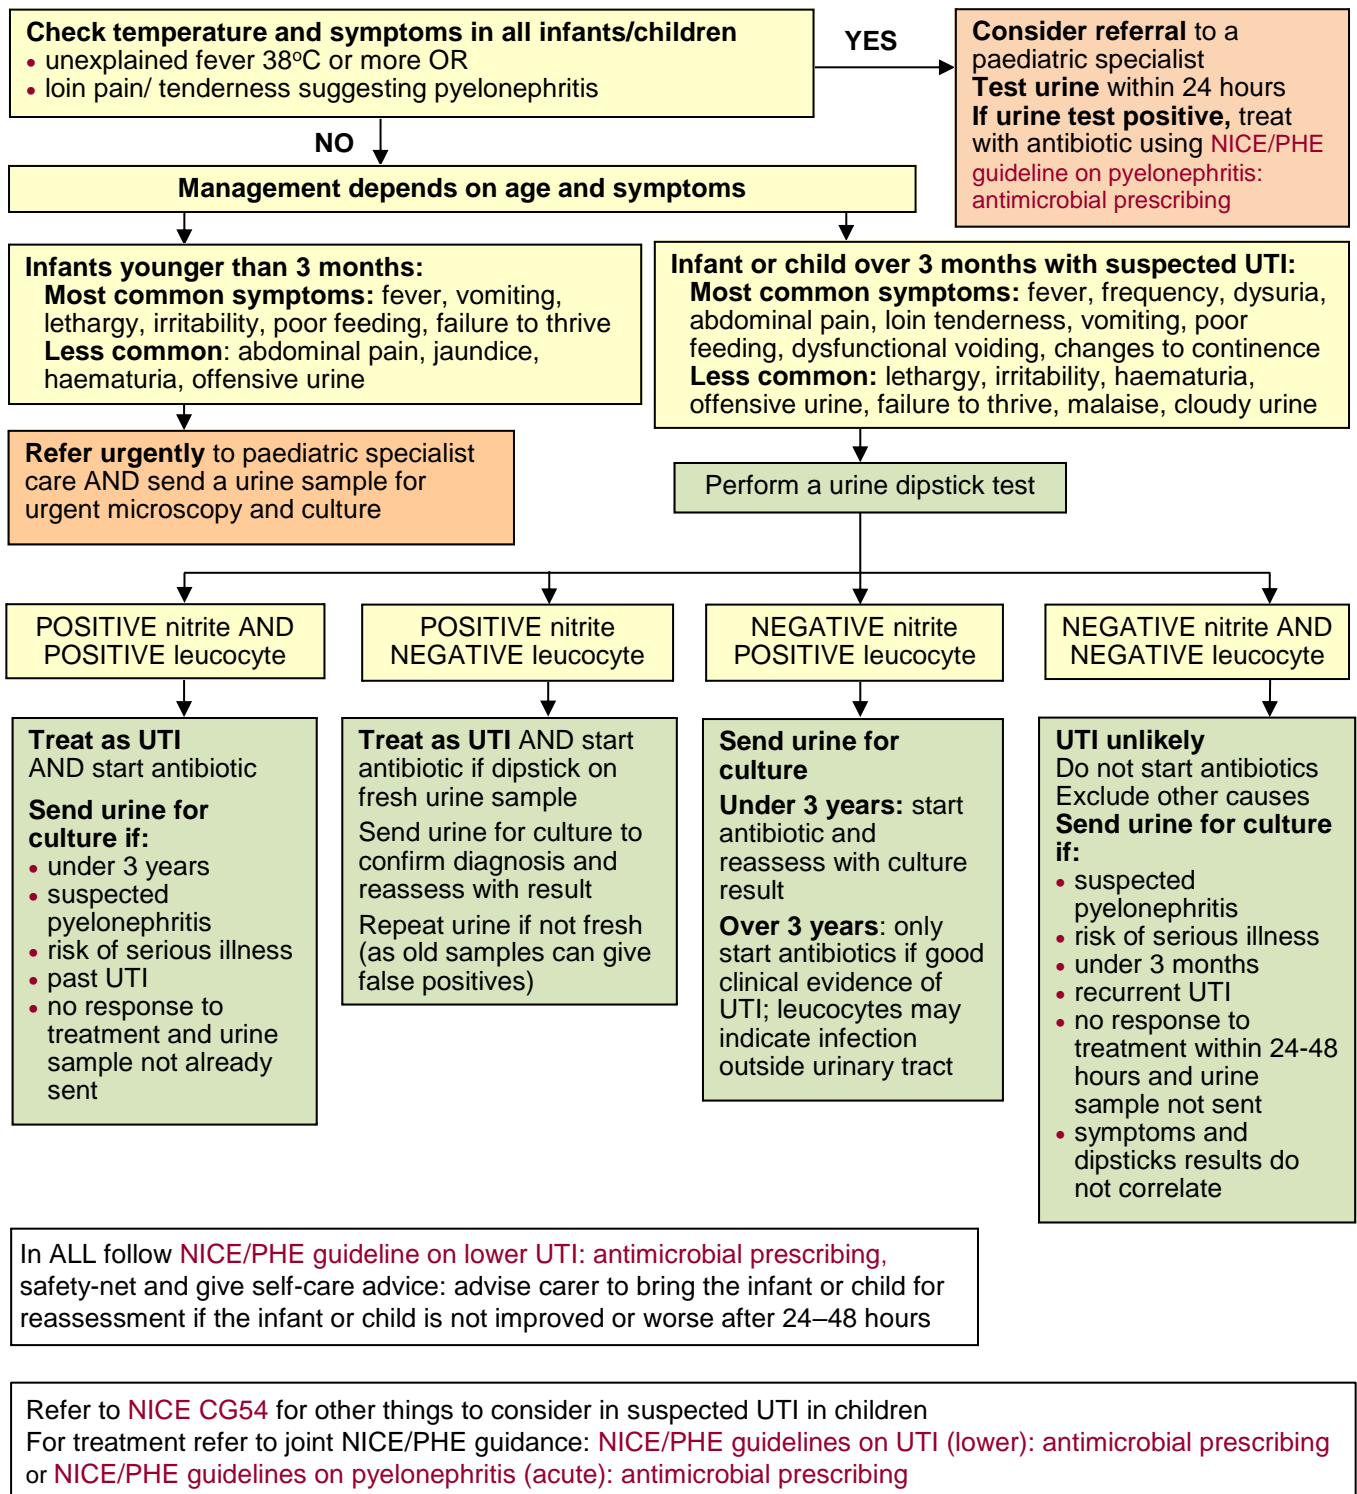 Check temperature and symptoms in all infants/children
• unexplained fever 38ºC or more OR
• loin pain/ tenderness suggesting pyelonephritis
YES
Consider referral to a
paediatric specialist
Test urine within 24 hours
If urine test positive, treat
with antibiotic using NICE/PHE
guideline on pyelonephritis:
antimicrobial prescribing
NO
Management depends on age and symptoms
Infants younger than 3 months:
Most common symptoms: fever, vomiting,
lethargy, irritability, poor feeding, failure to thrive
Less common: abdominal pain, jaundice,
haematuria, offensive urine
Infant or child over 3 months with suspected UTI:
Most common symptoms: fever, frequency, dysuria,
abdominal pain, loin tenderness, vomiting, poor
feeding, dysfunctional voiding, changes to continence
Less common: lethargy, irritability, haematuria,
offensive urine, failure to thrive, malaise, cloudy urine
Refer urgently to paediatric specialist
care AND send a urine sample for
urgent microscopy and culture
Perform a urine dipstick test
POSITIVE nitrite AND
POSITIVE leucocyte
POSITIVE nitrite
NEGATIVE leucocyte
NEGATIVE nitrite
POSITIVE leucocyte
NEGATIVE nitrite AND
NEGATIVE leucocyte
Treat as UTI
AND start antibiotic
Send urine for
culture if:
• under 3 years
• suspected
pyelonephritis
• risk of serious illness
• past UTI
• no response to
treatment and urine
sample not already
sent
Treat as UTI AND start
antibiotic if dipstick on
fresh urine sample
Send urine for culture to
confirm diagnosis and
reassess with result
Repeat urine if not fresh
(as old samples can give
false positives)
Send urine for
culture
Under 3 years: start
antibiotic and
reassess with culture
result
Over 3 years: only
start antibiotics if good
clinical evidence of
UTI; leucocytes may
indicate infection
outside urinary tract
UTI unlikely
Do not start antibiotics
Exclude other causes
Send urine for culture
if:
• suspected
pyelonephritis
• risk of serious illness
• under 3 months
• recurrent UTI
• no response to
treatment within 24-48
hours and urine
sample not sent
• symptoms and
dipsticks results do
not correlate
In ALL follow NICE/PHE guideline on lower UTI: antimicrobial prescribing,
safety-net and give self-care advice: advise carer to bring the infant or child for
reassessment if the infant or child is not improved or worse after 24–48 hours
Refer to NICE CG54 for other things to consider in suspected UTI in children
For treatment refer to joint NICE/PHE guidance: NICE/PHE guidelines on UTI (lower): antimicrobial prescribing
or NICE/PHE guidelines on pyelonephritis (acute): antimicrobial prescribing